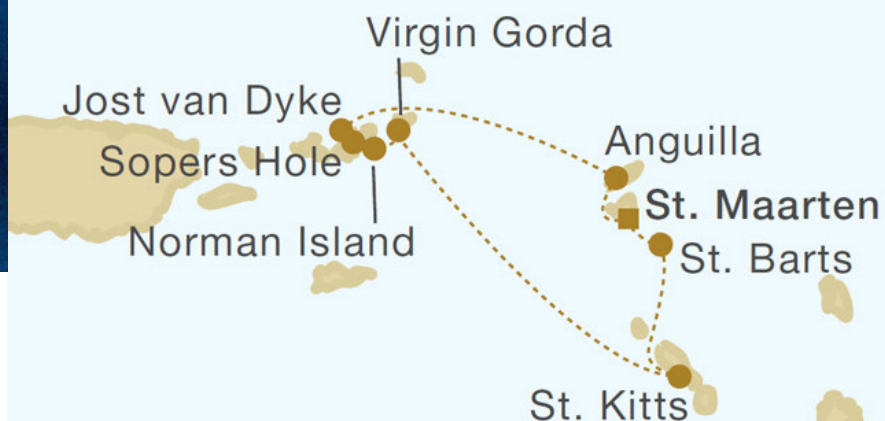 Virgin Gorda
Jost van Dyke
Anguilla
Sopers Hole
St. Maarten
Norman Island
St. Barts
St. Kitts